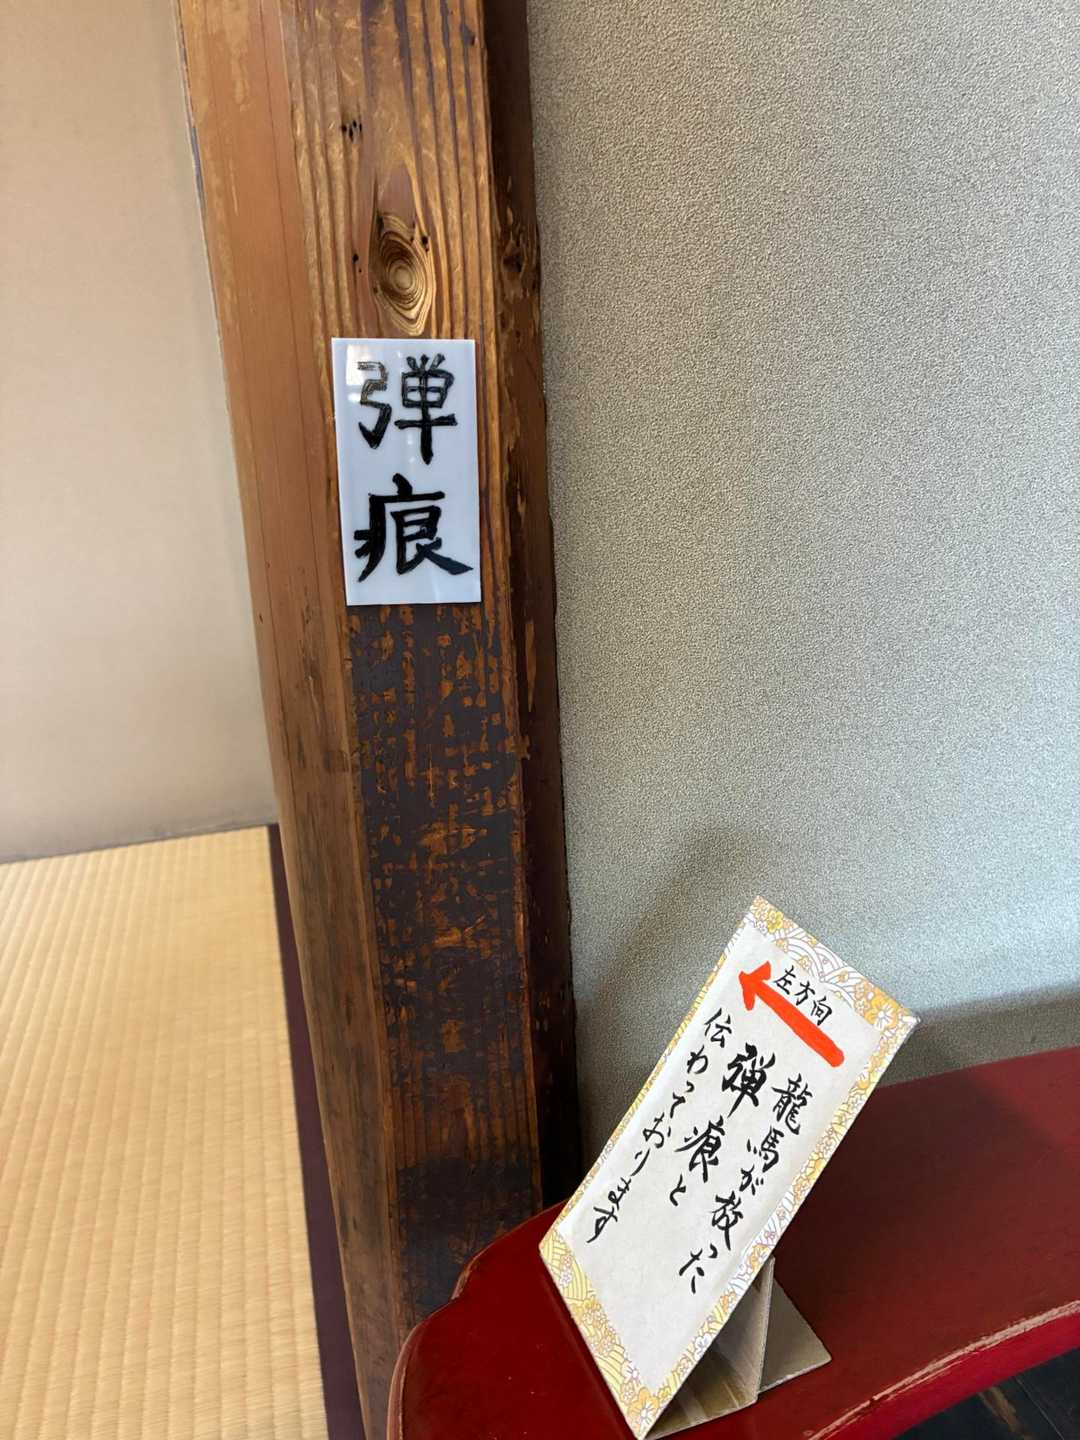 弾痕
左方向
龍馬が放った
弾痕と
伝わっております